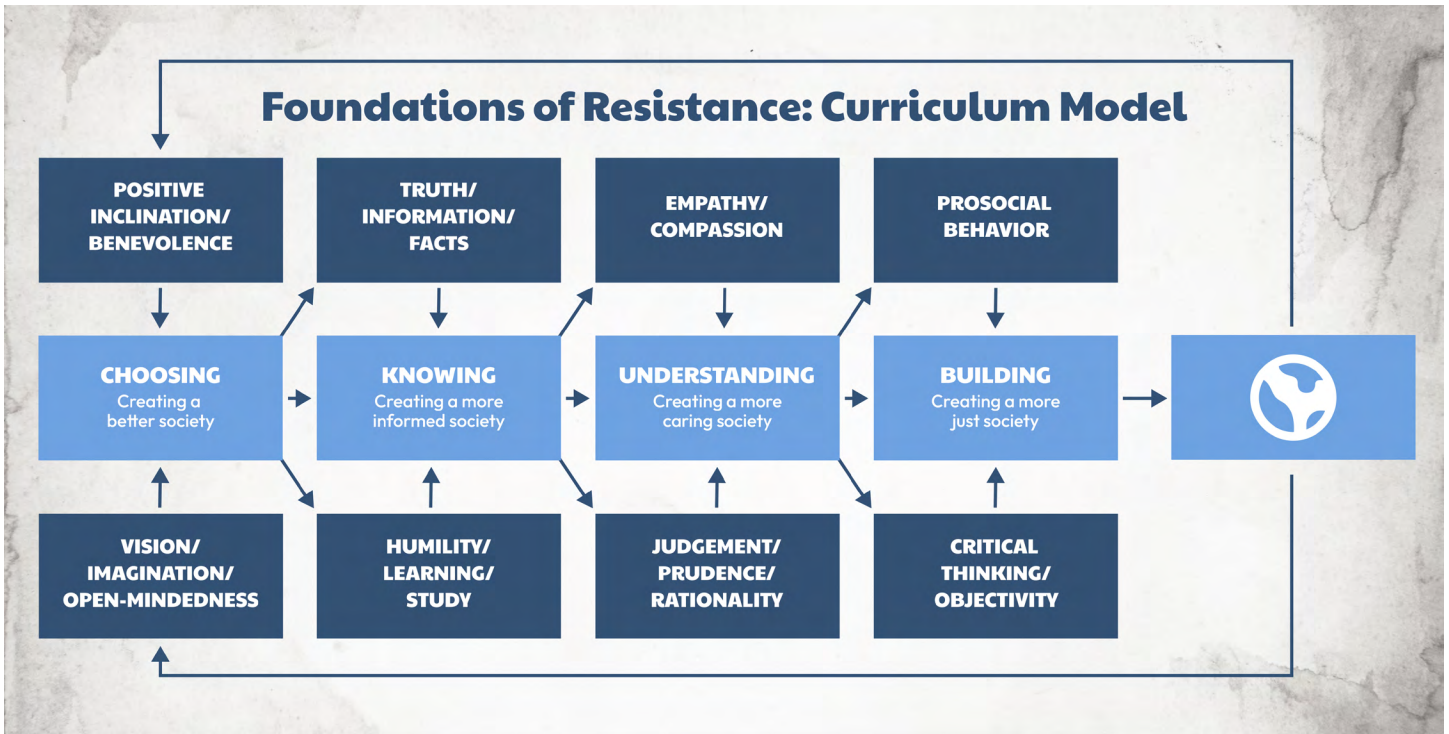 Foundations of Resistance: Curriculum Model
POSITIVE
INCLINATION/
BENEVOLENCE
TRUTH/
INFORMATION/
FACTS
EMPATHY/
COMPASSION
PROSOCIAL
BEHAVIOR
CHOOSING
Creating a
better society
KNOWING
Creating a more
informed society
UNDERSTANDING
Creating a more
caring society
BUILDING
Creating a more
just society
VISION/
IMAGINATION/
OPEN-MINDEDNESS
HUMILITY/
LEARNING/
STUDY
JUDGEMENT/
PRUDENCE/
RATIONALITY
CRITICAL
THINKING/
OBJECTIVITY